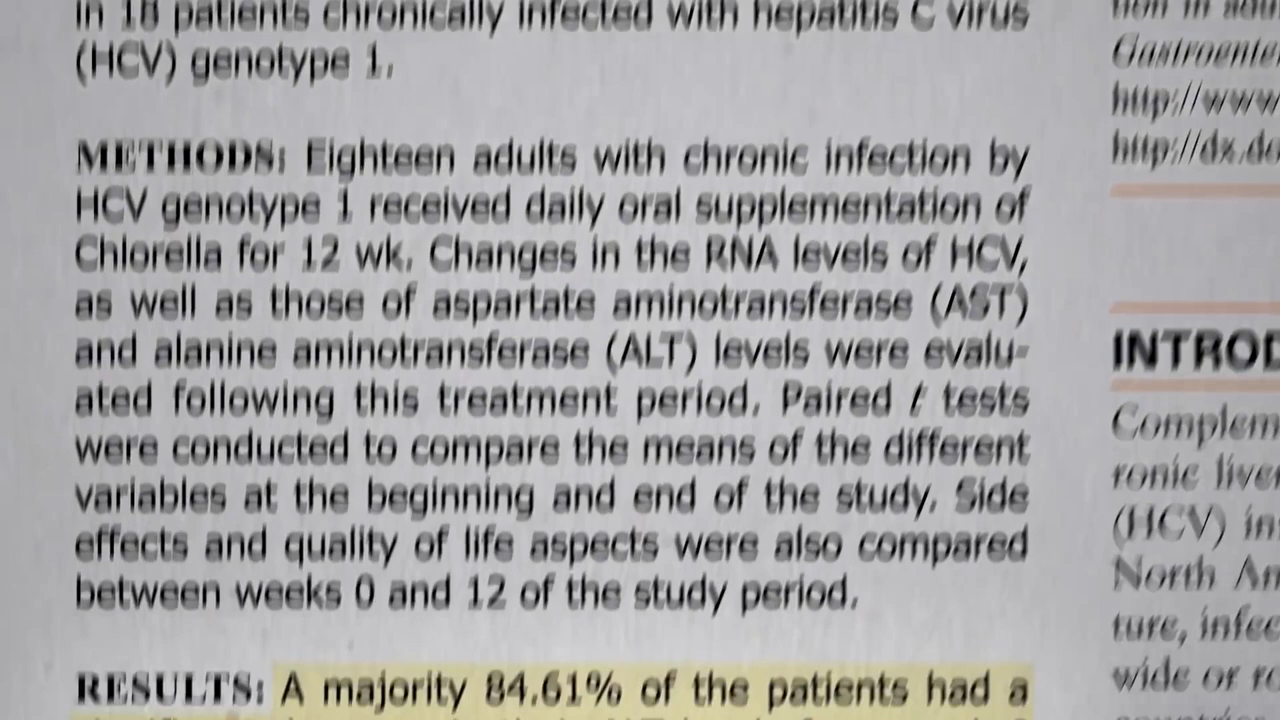 in 18 patients chronically infected with hepatitis C virus
(HCV) genotype 1.
METHODS: Eighteen adults with chronic infection by
HCV genotype 1 received daily oral supplementation of
Chlorella for 12 wk. Changes in the RNA levels of HCV,
as well as those of aspartate aminotransferase (AST)
and alanine aminotransferase (ALT) levels were evalu-
ated following this treatment period. Paired t tests
were conducted to compare the means of the different
variables at the beginning and end of the study. Side
effects and quality of life aspects were also compared
between weeks 0 and 12 of the study period.
RESULTS: A majority 84.61% of the patients had a
tion in adu
Gastroente
http://www
http://dx.do
INTROD
Complem
ronic live
(HCV) in
North Am
ture, infec
wide or ro